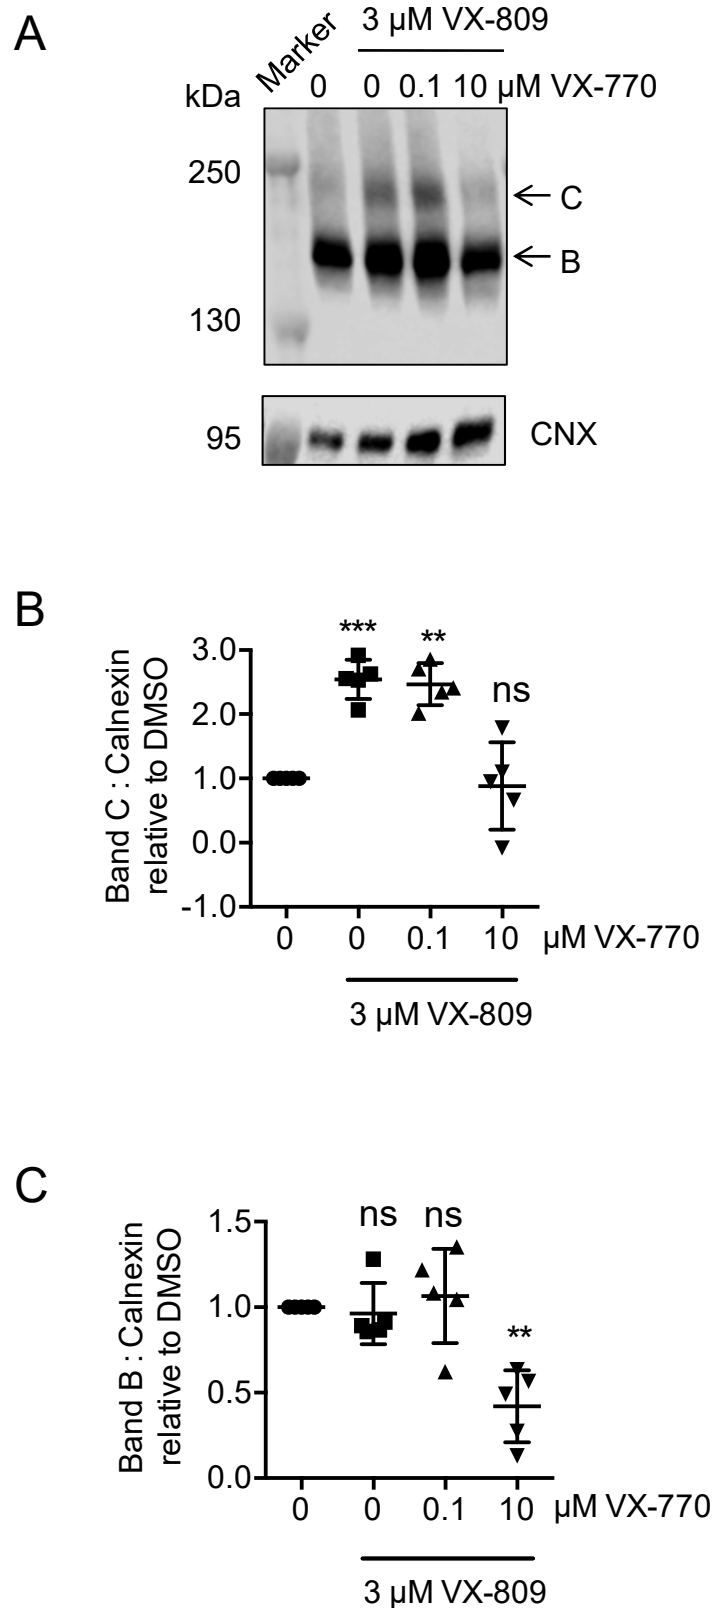 A
Marker
3 µM VX-809
kDa
0 0 0.1 10 µM VX-770
250
C
B
130
95
CNX
B
Band C : Calnexin
relative to DMSO
3.0
2.0
1.0
0.0
-1.0
*** ** ns
0 0 0.1 10 µM VX-770
3 µM VX-809
C
Band B : Calnexin
relative to DMSO
1.5
1.0
0.5
0.0
ns ns **
0 0 0.1 10 µM VX-770
3 µM VX-809